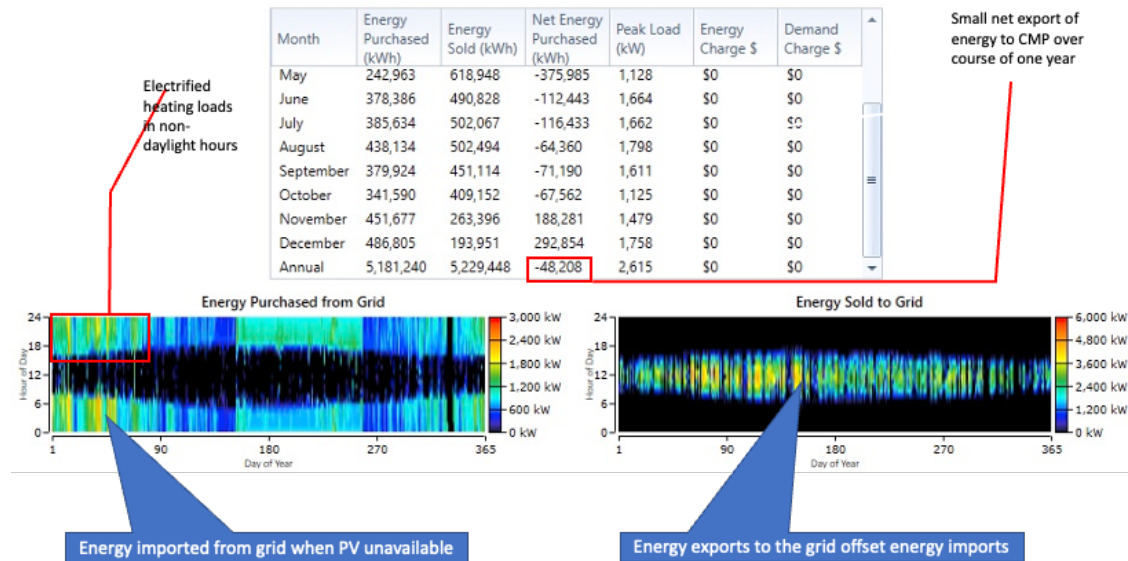 Small net export of
energy to CMP over
course of one year
Electrified
heating loads
in non-
daylight hours
Month Energy Purchased (kWh) Energy Sold (kWh) Net Energy Purchased (kWh) Peak Load (kW) Energy Charge $ Demand Charge $
May 242,963 618,948 -375,985 1,128 $0 $0
June 378,386 490,828 -112,443 1,664 $0 $0
July 385,634 502,067 -116,433 1,662 $0 $0
August 438,134 502,494 -64,360 1,798 $0 $0
September 379,924 451,114 -71,190 1,611 $0 $0
October 341,590 409,152 -67,562 1,125 $0 $0
November 451,677 263,396 188,281 1,479 $0 $0
December 486,805 193,951 292,854 1,758 $0 $0
Annual 5,181,240 5,229,448 -48,208 2,615 $0 $0
Energy Purchased from Grid
24
18
12
6
0
Hour of Day
1 90 180 270 365
Day of Year
3,000 kW
2,400 kW
1,800 kW
1,200 kW
600 kW
0 kW
Energy Sold to Grid
24
18
12
6
0
Hour of Day
1 90 180 270 365
Day of Year
6,000 kW
4,800 kW
3,600 kW
2,400 kW
1,200 kW
0 kW
Energy imported from grid when PV unavailable
Energy exports to the grid offset energy imports